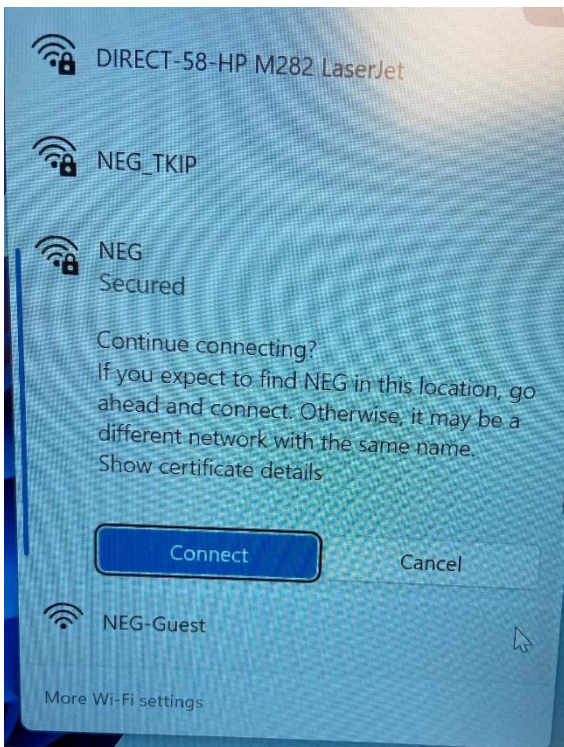 DIRECT-58-HP M282 LaserJet
NEG_TKIP
NEG
Secured
Continue connecting?
If you expect to find NEG in this location, go
ahead and connect. Otherwise, it may be a
different network with the same name.
Show certificate details
Connect
Cancel
NEG-Guest
More Wi-Fi settings